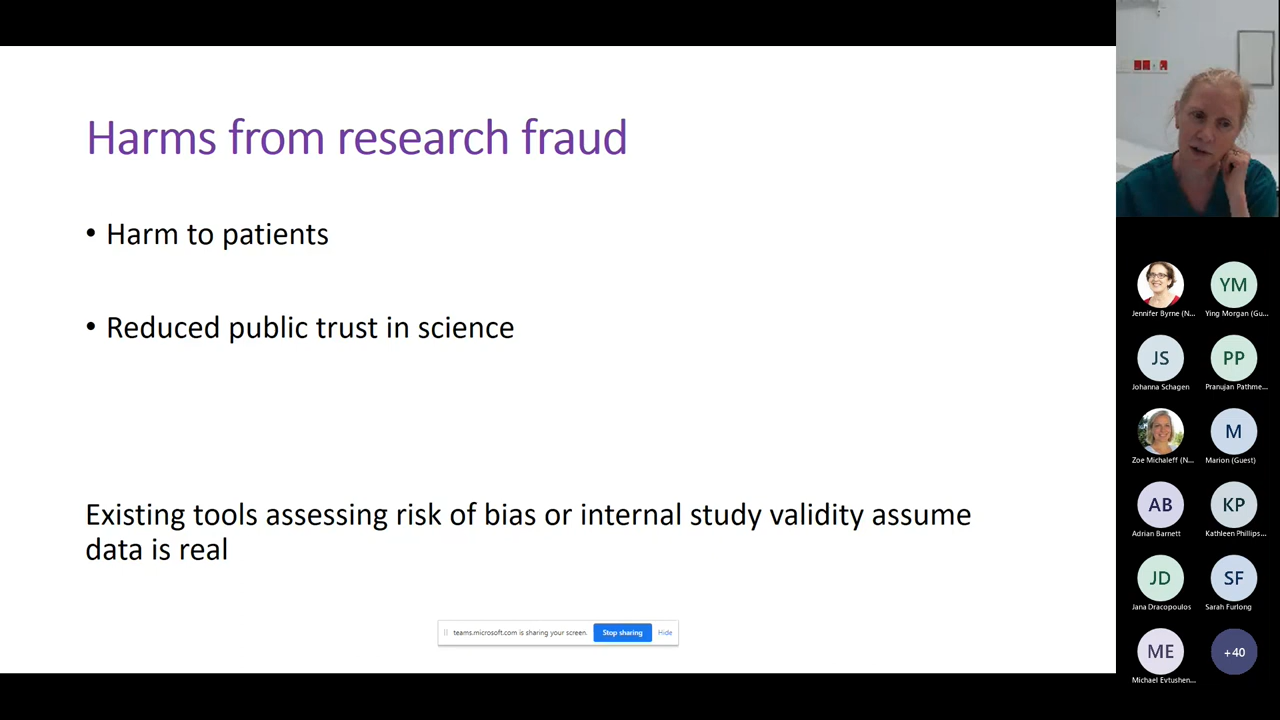 Harms from research fraud
• Harm to patients
• Reduced public trust in science
Existing tools assessing risk of bias or internal study validity assume
data is real
teams.microsoft.com is sharing your screen.
Stop sharing
Hide
Jennifer Byrne (N...
YM
Ying Morgan (Gu...
JS
Johanna Schagen
PP
Pranujan Pathme...
Zoe Michaleff (N...
M
Marion (Guest)
AB
Adrian Barnett
KP
Kathleen Phillips...
JD
Jana Dracopoulos
SF
Sarah Furlong
ME
Michael Evtushen...
+40